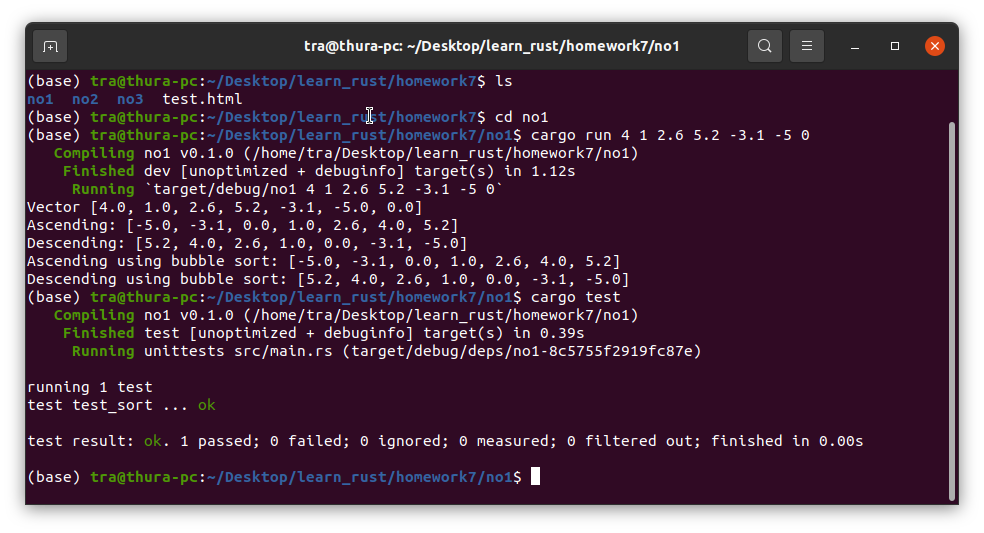 tra@thura-pc: ~/Desktop/learn_rust/homework7/no1
(base) tra@thura-pc:~/Desktop/learn_rust/homework7$ ls
no1  no2  no3  test.html
(base) tra@thura-pc:~/Desktop/learn_rust/homework7$ cd no1
(base) tra@thura-pc:~/Desktop/learn_rust/homework7/no1$ cargo run 4 1 2.6 5.2 -3.1 -5 0
   Compiling no1 v0.1.0 (/home/tra/Desktop/learn_rust/homework7/no1)
    Finished dev [unoptimized + debuginfo] target(s) in 1.12s
     Running `target/debug/no1 4 1 2.6 5.2 -3.1 -5 0`
Vector [4.0, 1.0, 2.6, 5.2, -3.1, -5.0, 0.0]
Ascending: [-5.0, -3.1, 0.0, 1.0, 2.6, 4.0, 5.2]
Descending: [5.2, 4.0, 2.6, 1.0, 0.0, -3.1, -5.0]
Ascending using bubble sort: [-5.0, -3.1, 0.0, 1.0, 2.6, 4.0, 5.2]
Descending using bubble sort: [5.2, 4.0, 2.6, 1.0, 0.0, -3.1, -5.0]
(base) tra@thura-pc:~/Desktop/learn_rust/homework7/no1$ cargo test
   Compiling no1 v0.1.0 (/home/tra/Desktop/learn_rust/homework7/no1)
    Finished test [unoptimized + debuginfo] target(s) in 0.39s
     Running unittests src/main.rs (target/debug/deps/no1-8c5755f2919fc87e)
running 1 test
test test_sort ... ok
test result: ok. 1 passed; 0 failed; 0 ignored; 0 measured; 0 filtered out; finished in 0.00s
(base) tra@thura-pc:~/Desktop/learn_rust/homework7/no1$